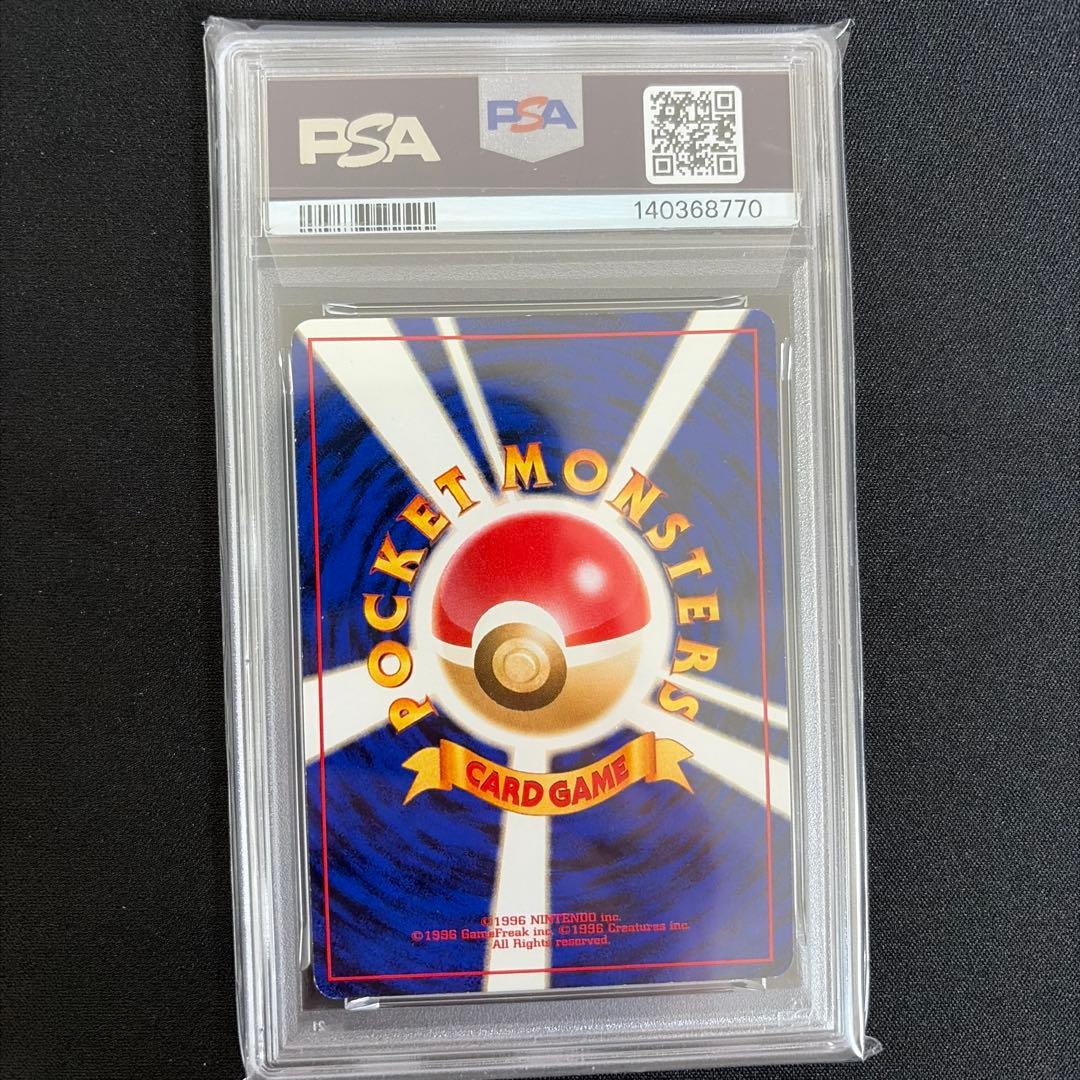 PSA
PSA
140368770
POCKET MONSTERS
CARD GAME
©1996 NINTENDO inc.
©1996 GameFreak inc. ©1996 Creatures inc.
All Rights reserved.
21